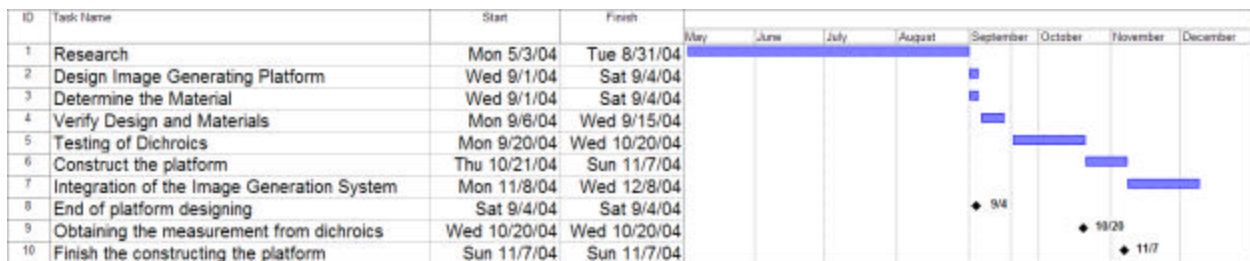 ID Task Name Start Finish
May June July August September October November December
1 Research Mon 5/3/04 Tue 8/31/04
2 Design Image Generating Platform Wed 9/1/04 Sat 9/4/04
3 Determine the Material Wed 9/1/04 Sat 9/4/04
4 Verify Design and Materials Mon 9/6/04 Wed 9/15/04
5 Testing of Dichroics Mon 9/20/04 Wed 10/20/04
6 Construct the platform Thu 10/21/04 Sun 11/7/04
7 Integration of the Image Generation System Mon 11/8/04 Wed 12/8/04
8 End of platform designing Sat 9/4/04 Sat 9/4/04 9/4
9 Obtaining the measurement from dichroics Wed 10/20/04 Wed 10/20/04 10/20
10 Finish the constructing the platform Sun 11/7/04 Sun 11/7/04 11/7